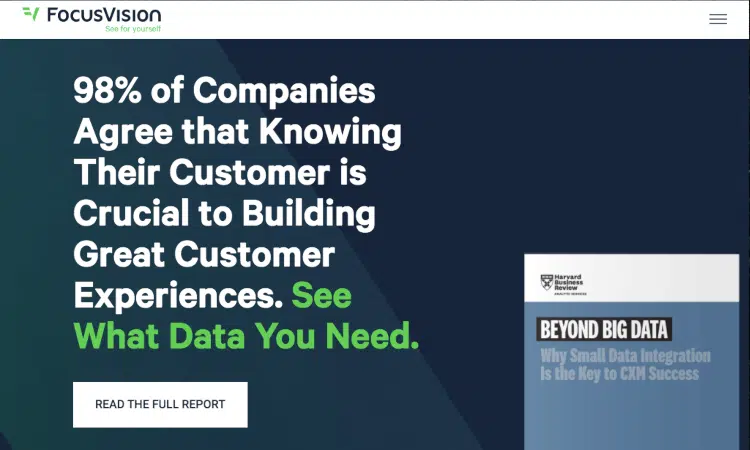 FocusVision
See for yourself
98% of Companies
Agree that Knowing
Their Customer is
Crucial to Building
Great Customer
Experiences. See
What Data You Need.
READ THE FULL REPORT
Harvard
Business
Review
ANALYTIC SERVICES
BEYOND BIG DATA
Why Small Data Integration
Is the Key to CXM Success